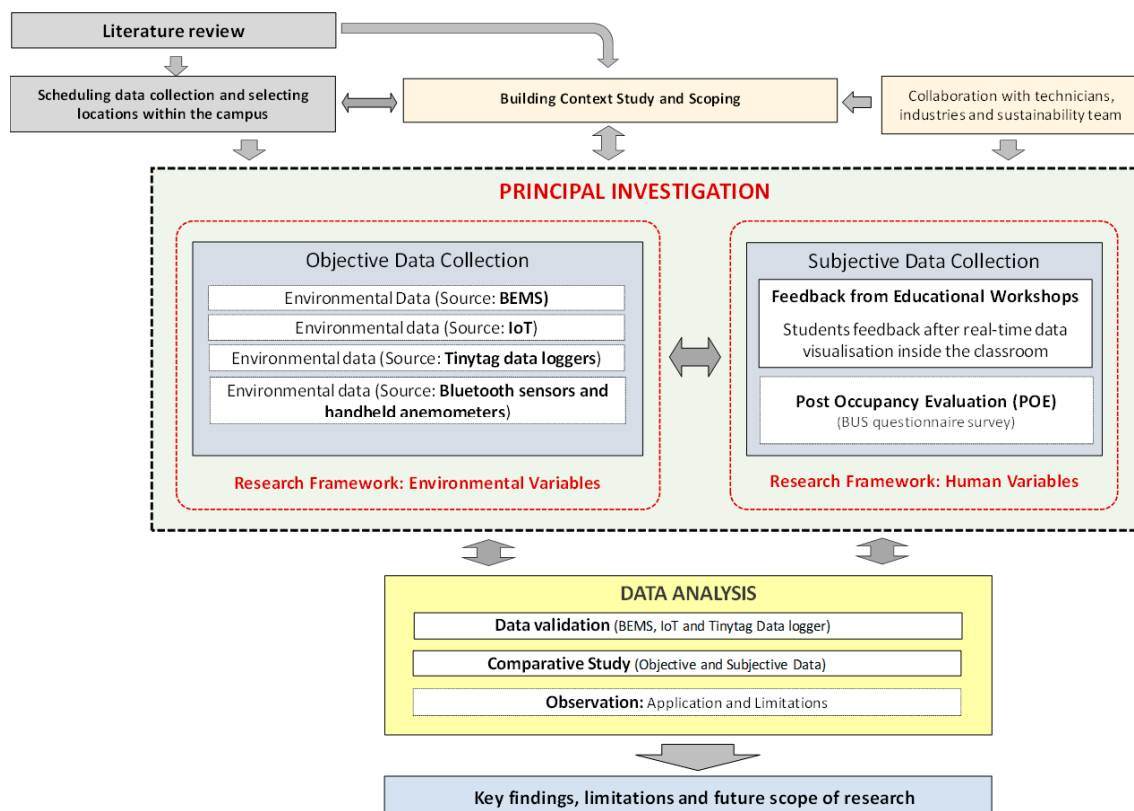 Literature review
Scheduling data collection and selecting
locations within the campus
Building Context Study and Scoping
Collaboration with technicians,
industries and sustainability team
PRINCIPAL INVESTIGATION
Objective Data Collection
Environmental Data (Source: BEMS)
Environmental data (Source: IoT)
Environmental data (Source: Tinytag data loggers)
Environmental data (Source: Bluetooth sensors and
handheld anemometers)
Research Framework: Environmental Variables
Subjective Data Collection
Feedback from Educational Workshops
Students feedback after real-time data
visualisation inside the classroom
Post Occupancy Evaluation (POE)
(BUS questionnaire survey)
Research Framework: Human Variables
DATA ANALYSIS
Data validation (BEMS, IoT and Tinytag Data logger)
Comparative Study (Objective and Subjective Data)
Observation: Application and Limitations
Key findings, limitations and future scope of research